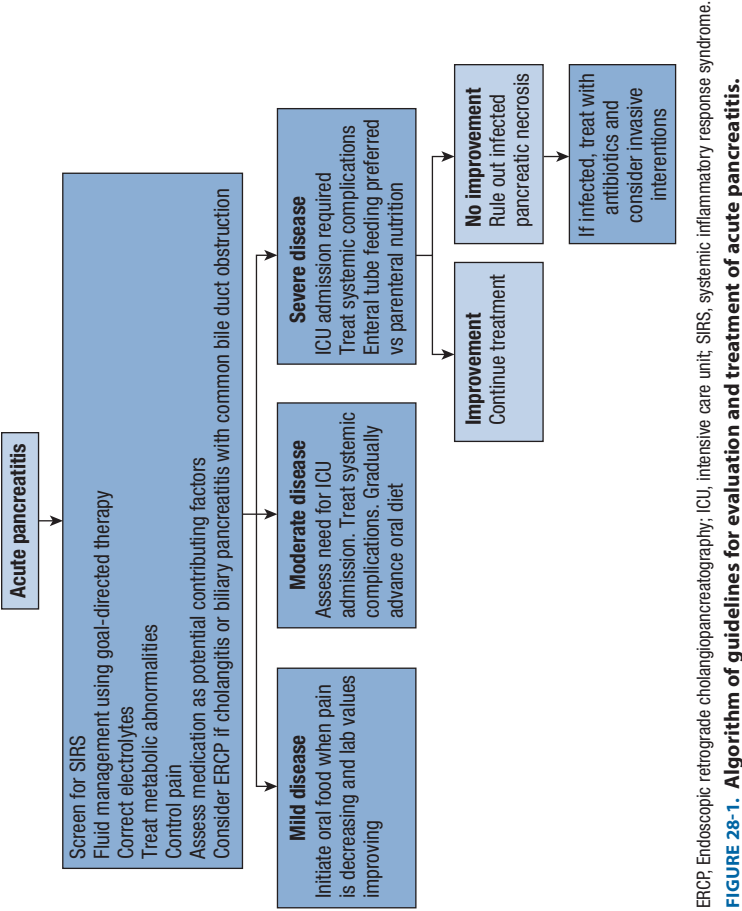 Acute pancreatitis
Screen for SIRS
Fluid management using goal-directed therapy
Correct electrolytes
Treat metabolic abnormalities
Control pain
Assess medication as potential contributing factors
Consider ERCP if cholangitis or biliary pancreatitis with common bile duct obstruction
Mild disease
Initiate oral food when pain
is decreasing and lab values
improving
Moderate disease
Assess need for ICU
admission. Treat systemic
complications. Gradually
advance oral diet
Severe disease
ICU admission required
Treat systemic complications
Enteral tube feeding preferred
vs parenteral nutrition
Improvement
Continue treatment
No improvement
Rule out infected
pancreatic necrosis
If infected, treat with
antibiotics and
consider invasive
interentions
ERCP, Endoscopic retrograde cholangiopancreatography; ICU, intensive care unit; SIRS, systemic inflammatory response syndrome.
FIGURE 28-1. Algorithm of guidelines for evaluation and treatment of acute pancreatitis.